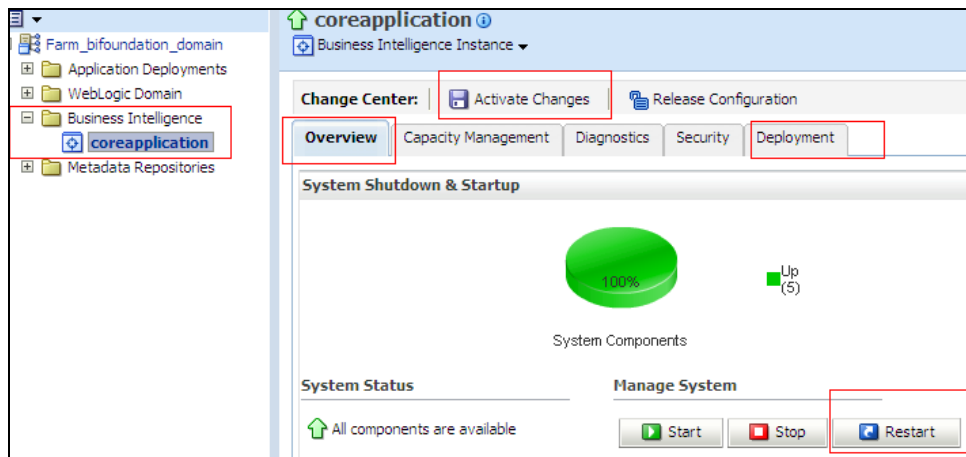 Farm_bifoundation_domain
Application Deployments
WebLogic Domain
Business Intelligence
coreapplication
Metadata Repositories
coreapplication
Business Intelligence Instance
Change Center: Activate Changes Release Configuration
Overview Capacity Management Diagnostics Security Deployment
System Shutdown & Startup
100%
Up
(5)
System Components
System Status Manage System
All components are available Start Stop Restart